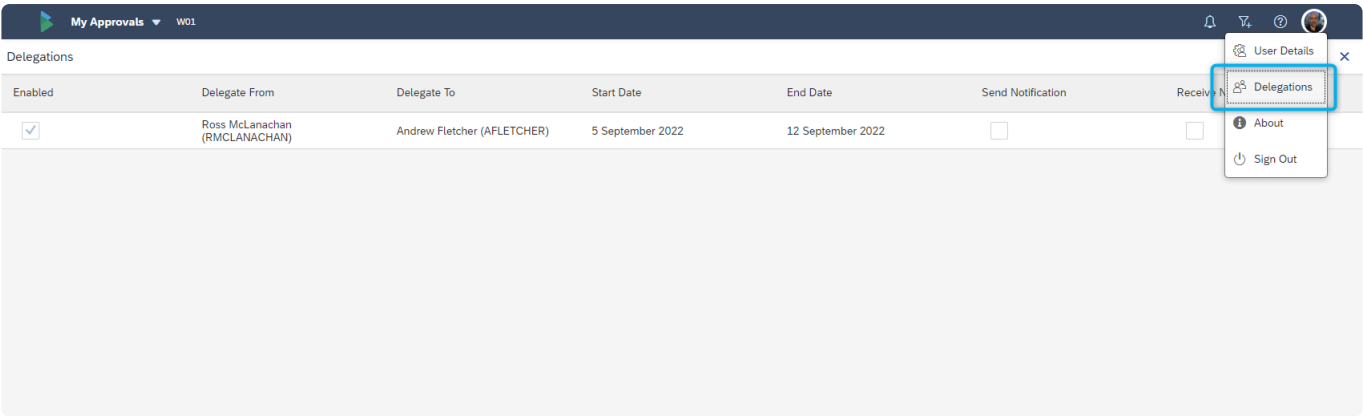 My Approvals W01
Delegations
User Details
Delegations
About
Sign Out
Enabled Delegate From Delegate To Start Date End Date Send Notification Receive
Ross McLanachan
(RMCLANACHAN)
Andrew Fletcher (AFLETCHER) 5 September 2022 12 September 2022